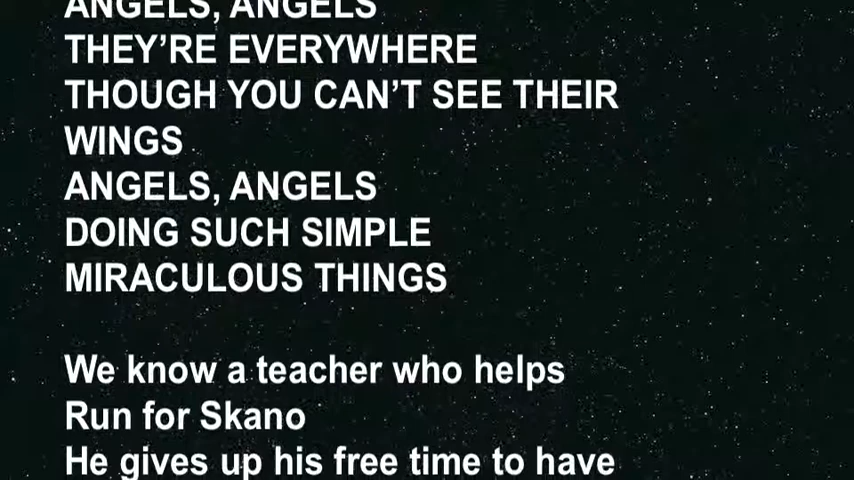 ANGELS, ANGELS
THEY’RE EVERYWHERE
THOUGH YOU CAN’T SEE THEIR
WINGS
ANGELS, ANGELS
DOING SUCH SIMPLE
MIRACULOUS THINGS
We know a teacher who helps
Run for Skano
He gives up his free time to have